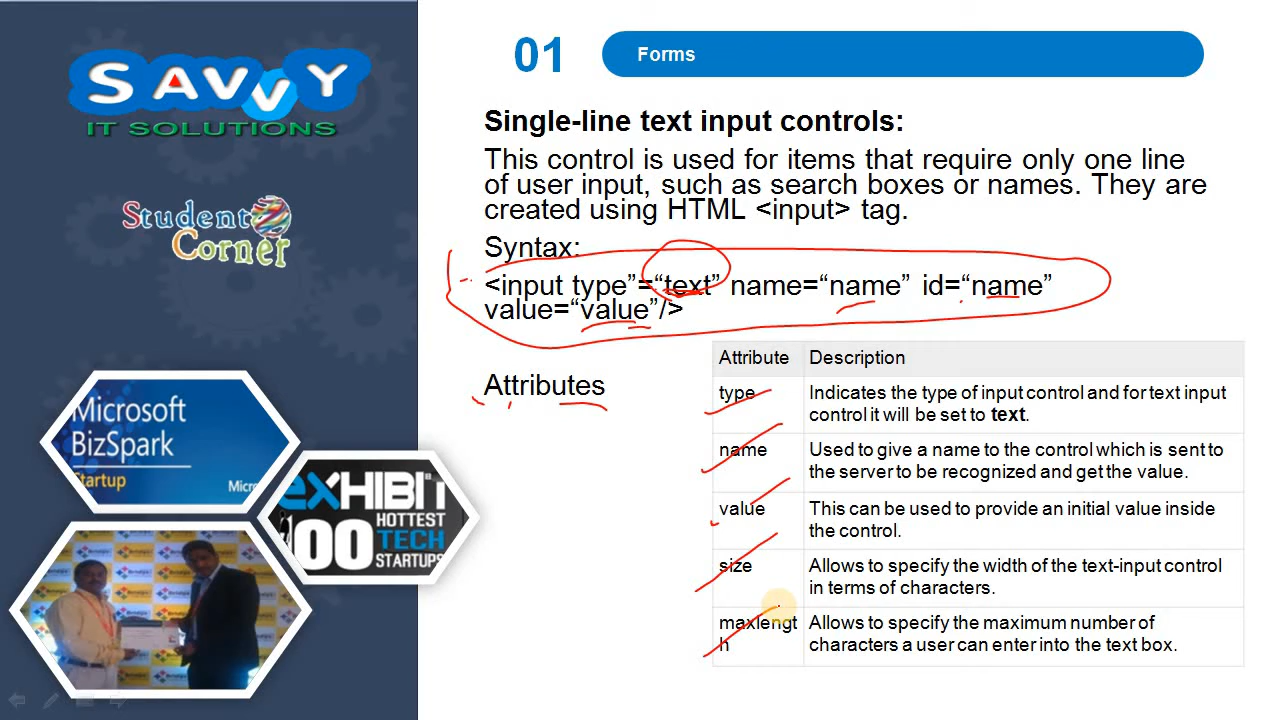 SAVVY
IT SOLUTIONS
Student
Corner
Microsoft
BizSpark
Startup
Micr
eXHIBIT
100
HOTTEST
TECH
STARTUPS
01
Forms
Single-line text input controls:
This control is used for items that require only one line
of user input, such as search boxes or names. They are
created using HTML <input> tag.
Syntax:
<input type”=“text” name=“name” id=“name”
value=“value”/>
Attributes
Attribute Description
type Indicates the type of input control and for text input
control it will be set to text.
name Used to give a name to the control which is sent to
the server to be recognized and get the value.
value This can be used to provide an initial value inside
the control.
size Allows to specify the width of the text-input control
in terms of characters.
maxlengt Allows to specify the maximum number of
h characters a user can enter into the text box.